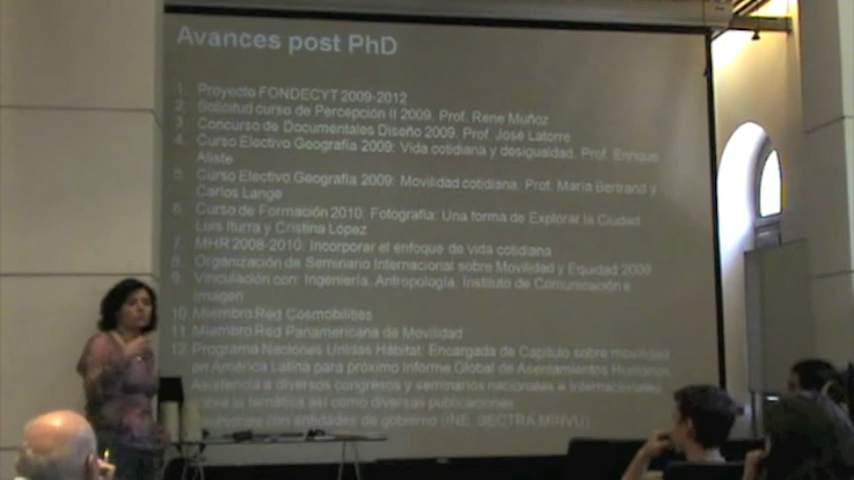 Avances post PhD
1. Proyecto FONDECYT 2009-2012
2. Solicitud curso de Percepción II 2009. Prof. Rene Muñoz
3. Concurso de Documentales Diseño 2009. Prof. José Latorre
4. Curso Electivo Geografía 2009: Vida cotidiana y desigualdad. Prof. Enrique
Aliste
5. Curso Electivo Geografía 2009: Movilidad cotidiana. Prof. María Bertrand y
Carlos Lange
6. Curso de Formación 2010: Fotografía: Una forma de Explorar la Ciudad.
Luis Iturra y Cristina López
7. MHR 2008-2010: Incorporar el enfoque de vida cotidiana
8. Organización de Seminario Internacional sobre Movilidad y Equidad 2009
9. Vinculación con: Ingeniería, Antropología, Instituto de Comunicación e
Imagen
10. Miembro Red Cosmobilities
11. Miembro Red Panamericana de Movilidad
12. Programa Naciones Unidas Hábitat: Encargada de Capítulo sobre movilidad
en América Latina para próximo Informe Global de Asentamientos Humanos.
Asistencia a diversos congresos y seminarios nacionales e internacionales
sobre la temática así como diversas publicaciones
con entidades de gobierno (INE, SECTRA MINVU)